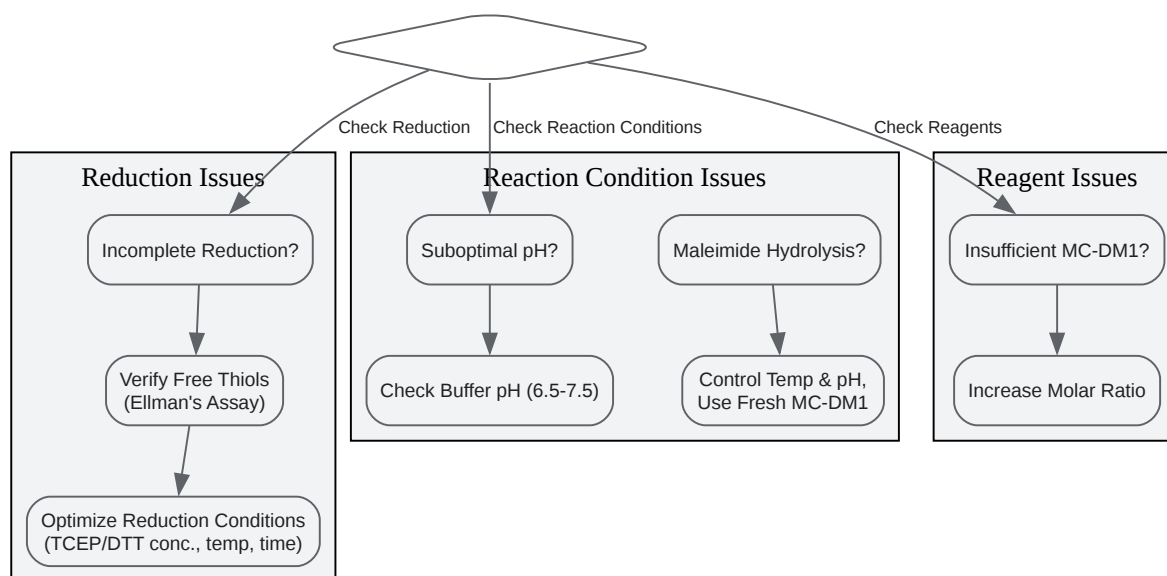 Check Reduction
Check Reaction Conditions
Check Reagents
Reduction Issues
Reaction Condition Issues
Reagent Issues
Incomplete Reduction?
Suboptimal pH?
Maleimide Hydrolysis?
Insufficient MC-DM1?
Verify Free Thiols
(Ellman's Assay)
Check Buffer pH (6.5-7.5)
Control Temp & pH,
Use Fresh MC-DM1
Increase Molar Ratio
Optimize Reduction Conditions
(TCEP/DTT conc., temp, time)